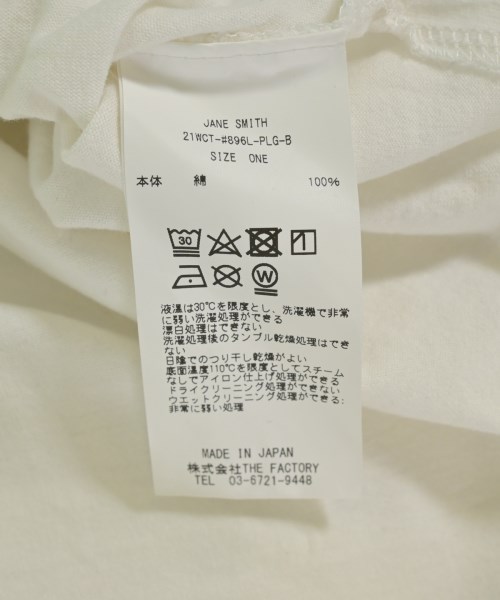 JANE SMITH
21WCT-#896L-PLG-B
SIZE ONE
本体 綿 100%
30
W
液温は30℃を限度とし、洗濯機で非常
に弱い洗濯処理ができる
漂白処理はできない
洗濯処理後のタンブル乾燥処理はでき
ない
日陰でのつり干し乾燥がよい
底面温度110℃を限度としてスチーム
なしでアイロン仕上げ処理ができる
ドライクリーニング処理ができない
ウエットクリーニング処理ができる:
非常に弱い処理
MADE IN JAPAN
株式会社THE FACTORY
TEL 03-6721-9448